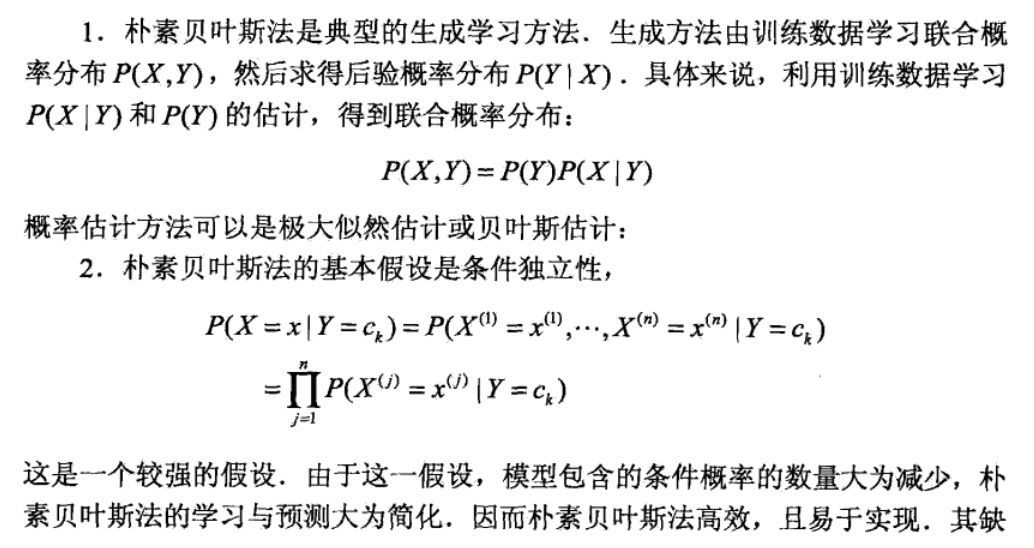 1．朴素贝叶斯法是典型的生成学习方法．生成方法由训练数据学习联合概
率分布 P(X,Y)，然后求得后验概率分布 P(Y|X)．具体来说，利用训练数据学习
P(X|Y) 和 P(Y) 的估计，得到联合概率分布：
P(X,Y) = P(Y)P(X|Y)
概率估计方法可以是极大似然估计或贝叶斯估计：
2．朴素贝叶斯法的基本假设是条件独立性，
P(X = x | Y = c_k) = P(X^{(1)} = x^{(1)}, ⋯, X^{(n)} = x^{(n)} | Y = c_k)
= ∏_{j=1}^{n} P(X^{(j)} = x^{(j)} | Y = c_k)
这是一个较强的假设．由于这一假设，模型包含的条件概率的数量大为减少，朴
素贝叶斯法的学习与预测大为简化．因而朴素贝叶斯法高效，且易于实现．其缺